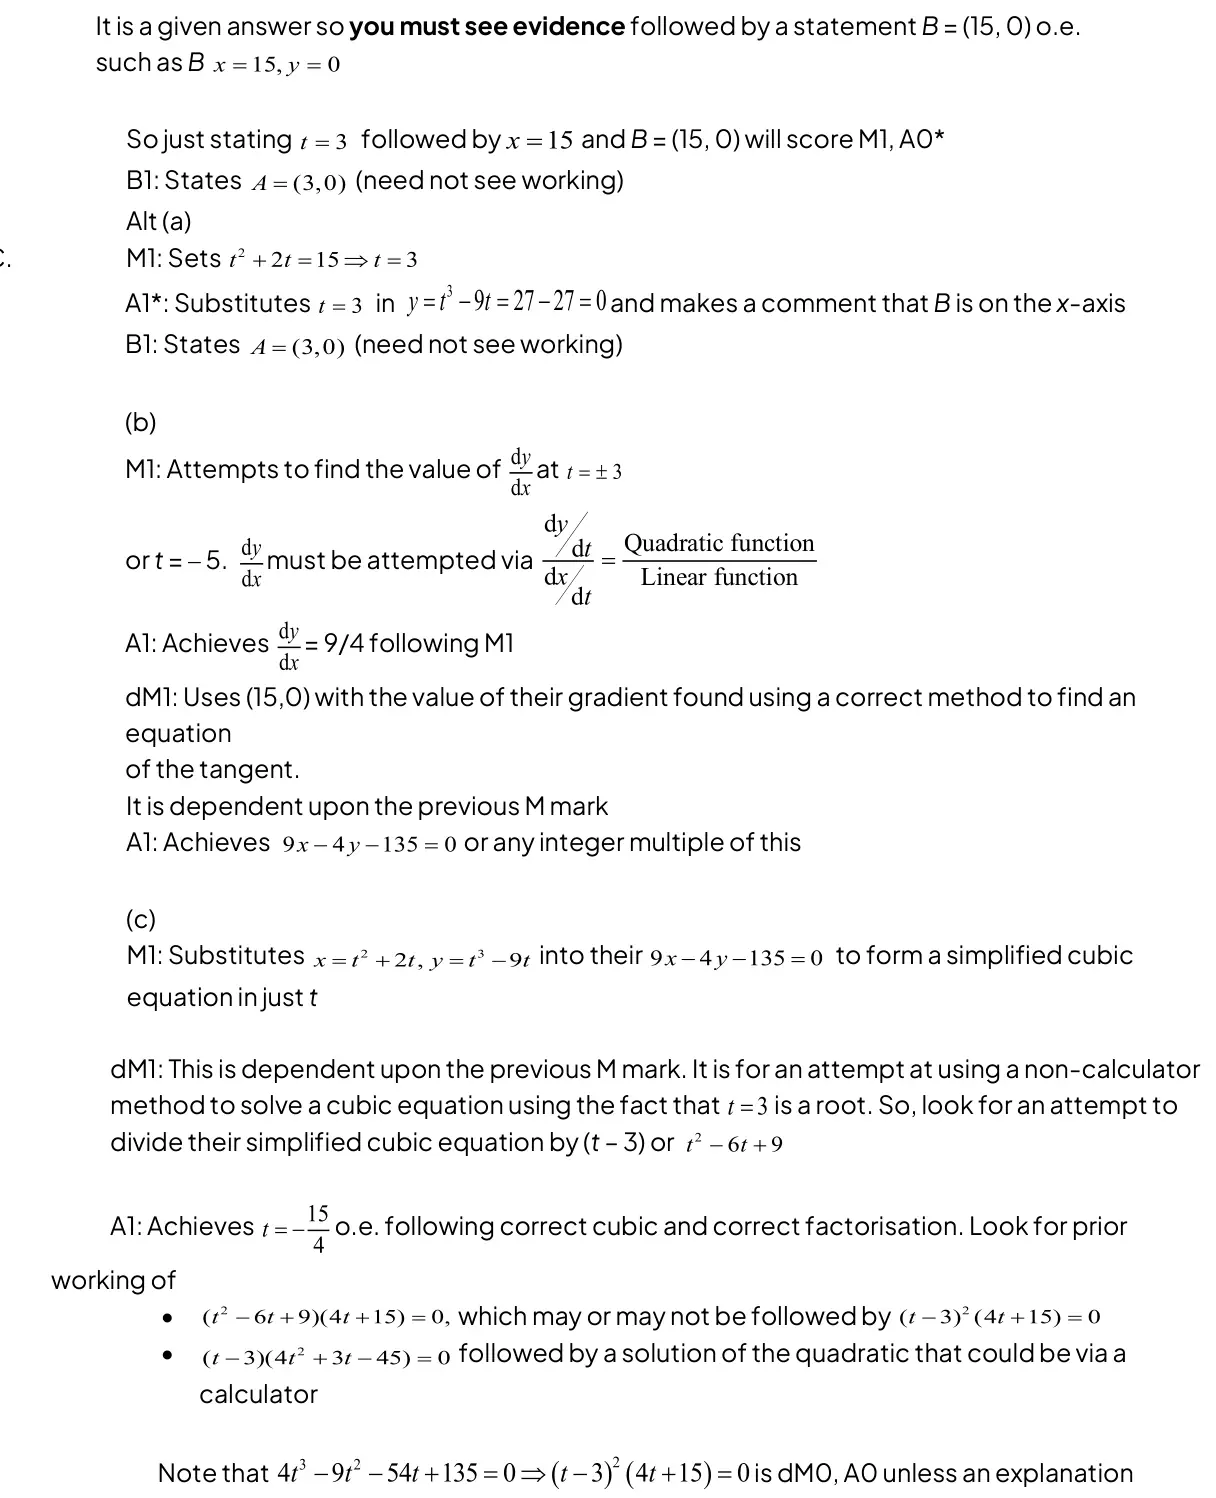 It is a given answer so you must see evidence followed by a statement B = (15, 0) o.e.
such as B x = 15, y = 0
So just stating t = 3 followed by x = 15 and B = (15, 0) will score M1, A0*
B1: States A = (3,0) (need not see working)
Alt (a)
M1: Sets t² + 2t = 15 ⇒ t = 3
A1*: Substitutes t = 3 in y = t³ − 9t = 27 − 27 = 0 and makes a comment that B is on the x-axis
B1: States A = (3,0) (need not see working)
(b)
M1: Attempts to find the value of dy/dx at t = ± 3
or t = – 5. dy/dx must be attempted via (dy/dt)/(dx/dt) = Quadratic function/Linear function
A1: Achieves dy/dx = 9/4 following M1
dM1: Uses (15,0) with the value of their gradient found using a correct method to find an
equation
of the tangent.
It is dependent upon the previous M mark
A1: Achieves 9x − 4y − 135 = 0 or any integer multiple of this
(c)
M1: Substitutes x = t² + 2t, y = t³ − 9t into their 9x − 4y − 135 = 0 to form a simplified cubic
equation in just t
dM1: This is dependent upon the previous M mark. It is for an attempt at using a non-calculator
method to solve a cubic equation using the fact that t = 3 is a root. So, look for an attempt to
divide their simplified cubic equation by (t – 3) or t² − 6t + 9
A1: Achieves t = −15/4 o.e. following correct cubic and correct factorisation. Look for prior
working of
• (t² − 6t + 9)(4t + 15) = 0, which may or may not be followed by (t − 3)² (4t + 15) = 0
• (t − 3)(4t² + 3t − 45) = 0 followed by a solution of the quadratic that could be via a
calculator
Note that 4t³ − 9t² − 54t + 135 = 0 ⇒ (t − 3)² (4t + 15) = 0 is dM0, A0 unless an explanation